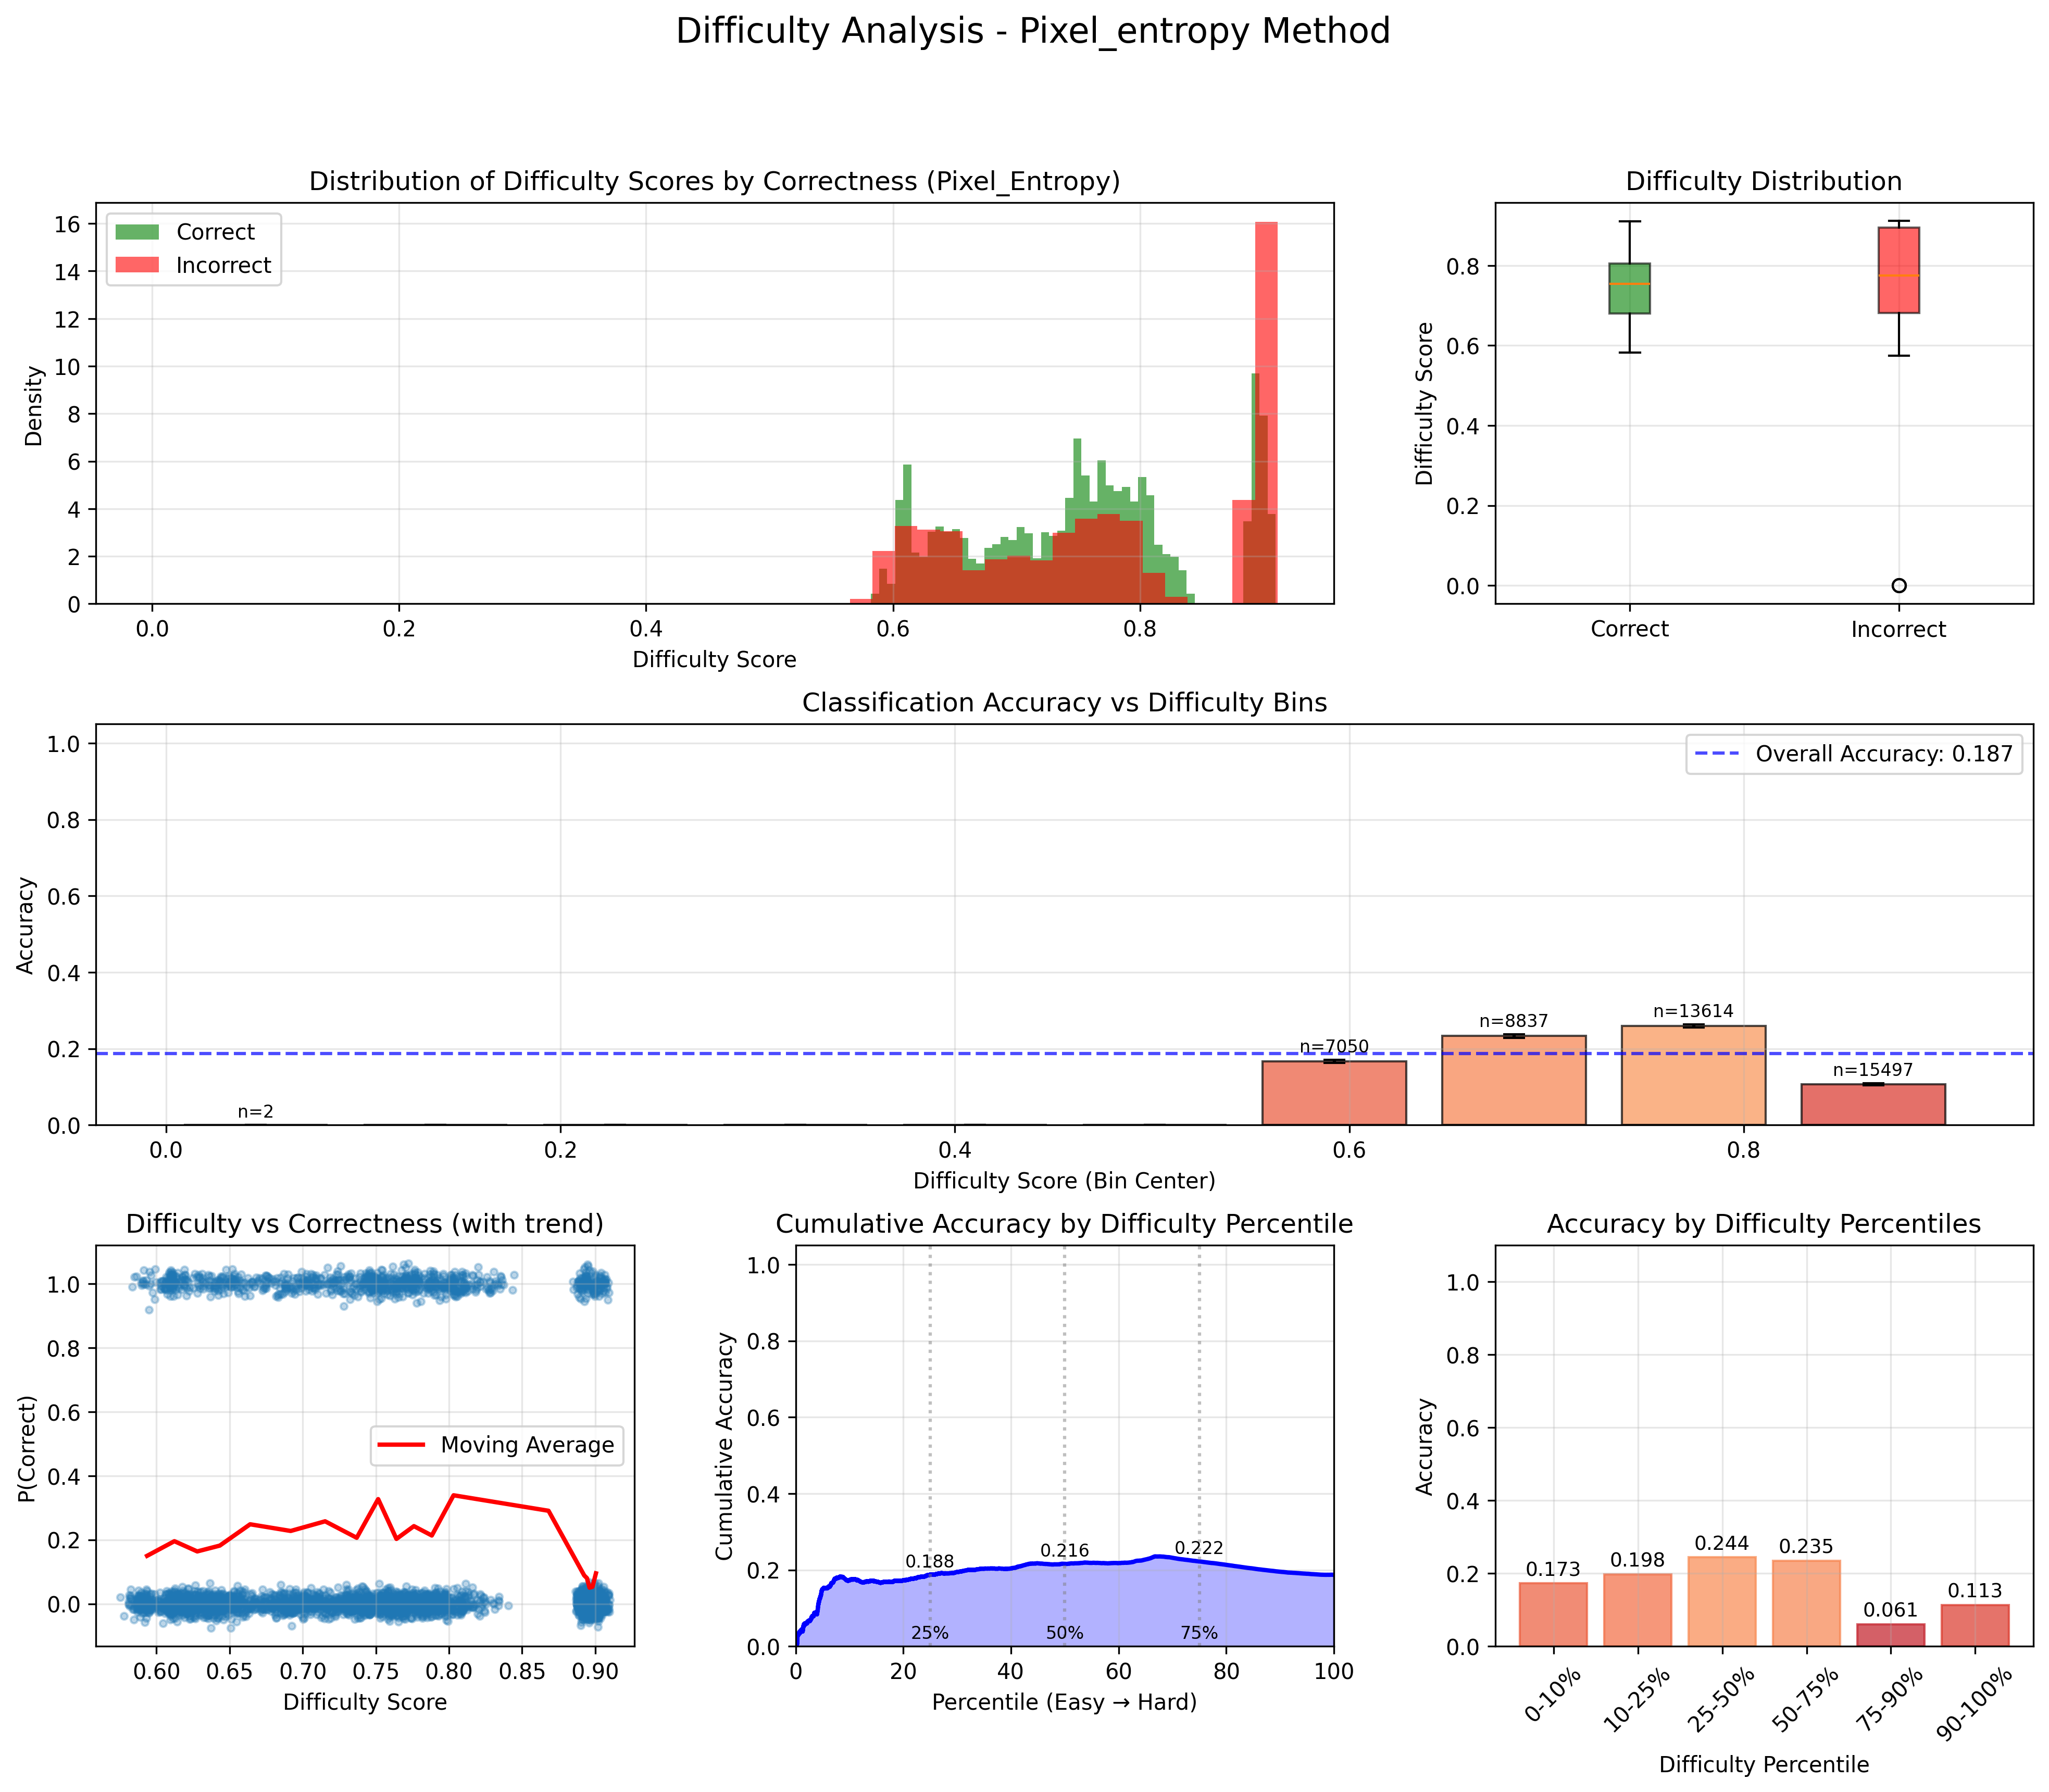 Difficulty Analysis - Pixel_entropy Method
Distribution of Difficulty Scores by Correctness (Pixel_Entropy)
Correct
Incorrect
Density
16
14
12
10
8
6
4
2
0
0.0 0.2 0.4 0.6 0.8
Difficulty Score
Difficulty Distribution
Difficulty Score
0.8
0.6
0.4
0.2
0.0
Correct Incorrect
Classification Accuracy vs Difficulty Bins
Overall Accuracy: 0.187
Accuracy
1.0
0.8
0.6
0.4
0.2
0.0
n=2
n=7050
n=8837
n=13614
n=15497
0.0 0.2 0.4 0.6 0.8
Difficulty Score (Bin Center)
Difficulty vs Correctness (with trend)
P(Correct)
1.0
0.8
0.6
0.4
0.2
0.0
Moving Average
0.60 0.65 0.70 0.75 0.80 0.85 0.90
Difficulty Score
Cumulative Accuracy by Difficulty Percentile
Cumulative Accuracy
1.0
0.8
0.6
0.4
0.2
0.0
0.188 0.216 0.222
25% 50% 75%
0 20 40 60 80 100
Percentile (Easy → Hard)
Accuracy by Difficulty Percentiles
Accuracy
1.0
0.8
0.6
0.4
0.2
0.0
0.173 0.198 0.244 0.235 0.061 0.113
0-10% 10-25% 25-50% 50-75% 75-90% 90-100%
Difficulty Percentile